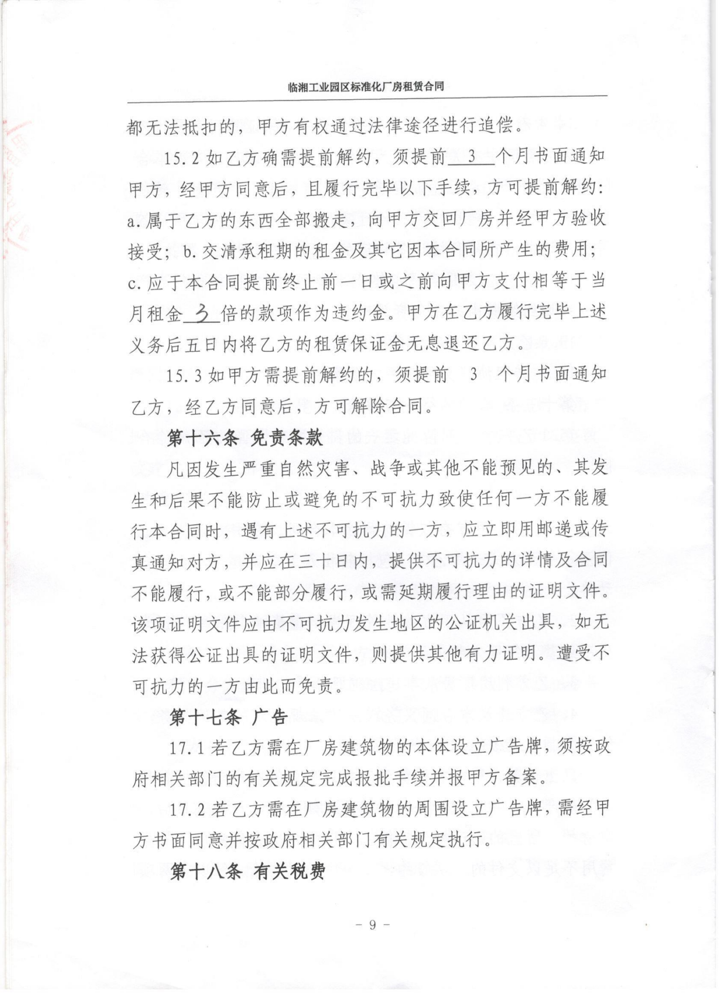 临湘工业园区标准化厂房租赁合同
都无法抵扣的，甲方有权通过法律途径进行追偿。
15.2 如乙方确需提前解约，须提前 3 个月书面通知
甲方，经甲方同意后，且履行完毕以下手续，方可提前解约：
a.属于乙方的东西全部搬走，向甲方交回厂房并经甲方验收
接受；b.交清承租期的租金及其它因本合同所产生的费用；
c.应于本合同提前终止前一日或之前向甲方支付相等于当
月租金 3 倍的款项作为违约金。甲方在乙方履行完毕上述
义务后五日内将乙方的租赁保证金无息退还乙方。
15.3 如甲方需提前解约的，须提前 3 个月书面通知
乙方，经乙方同意后，方可解除合同。
第十六条 免责条款
凡因发生严重自然灾害、战争或其他不能预见的、其发
生和后果不能防止或避免的不可抗力致使任何一方不能履
行本合同时，遇有上述不可抗力的一方，应立即用邮递或传
真通知对方，并应在三十日内，提供不可抗力的详情及合同
不能履行，或不能部分履行，或需延期履行理由的证明文件。
该项证明文件应由不可抗力发生地区的公证机关出具，如无
法获得公证出具的证明文件，则提供其他有力证明。遭受不
可抗力的一方由此而免责。
第十七条 广告
17.1 若乙方需在厂房建筑物的本体设立广告牌，须按政
府相关部门的有关规定完成报批手续并报甲方备案。
17.2 若乙方需在厂房建筑物的周围设立广告牌，需经甲
方书面同意并按政府相关部门有关规定执行。
第十八条 有关税费
- 9 -